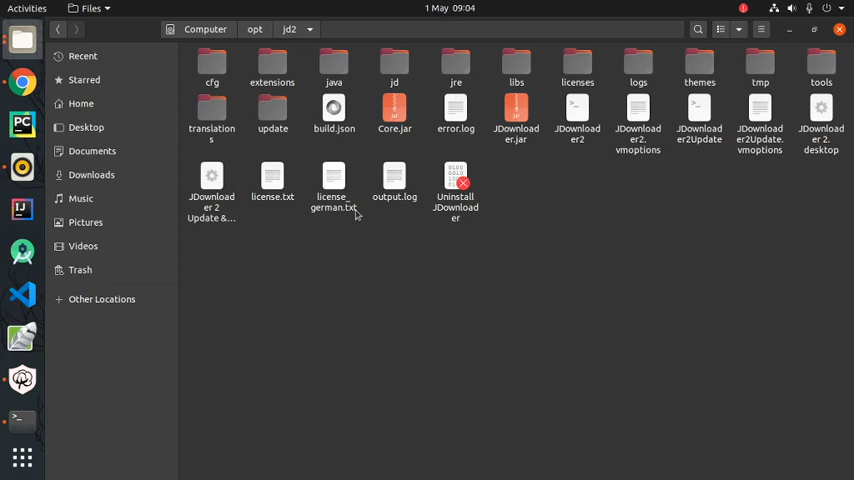 Activities
Files
1 May 09:04
Computer
opt
jd2
Recent
Starred
Home
Desktop
Documents
Downloads
Music
Pictures
Videos
Trash
+ Other Locations
cfg
extensions
java
jd
jre
libs
licenses
logs
themes
tmp
tools
translation
s
update
build.json
Core.jar
error.log
JDownload
er.jar
JDownload
er2
JDownload
er2.
vmoptions
JDownload
er2Update
JDownload
er2Update.
vmoptions
JDownload
er 2.
desktop
JDownload
er 2
Update &...
license.txt
license_
german.txt
output.log
Uninstall
JDownload
er